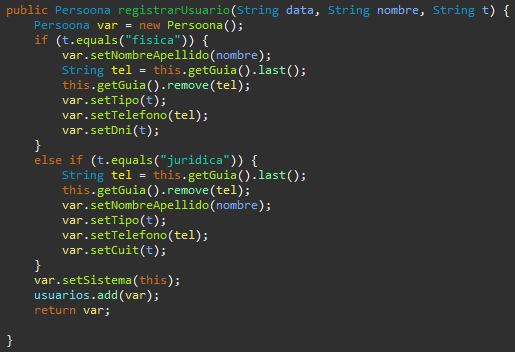 public Persoona registrarUsuario(String data, String nombre, String t) {
    Persoona var = new Persoona();
    if (t.equals("fisica")) {
        var.setNombreApellido(nombre);
        String tel = this.getGuia().last();
        this.getGuia().remove(tel);
        var.setTipo(t);
        var.setTelefono(tel);
        var.setDni(t);
    }
    else if (t.equals("juridica")) {
        String tel = this.getGuia().last();
        this.getGuia().remove(tel);
        var.setNombreApellido(nombre);
        var.setTipo(t);
        var.setTelefono(tel);
        var.setCuit(t);
    }
    var.setSistema(this);
    usuarios.add(var);
    return var;
}